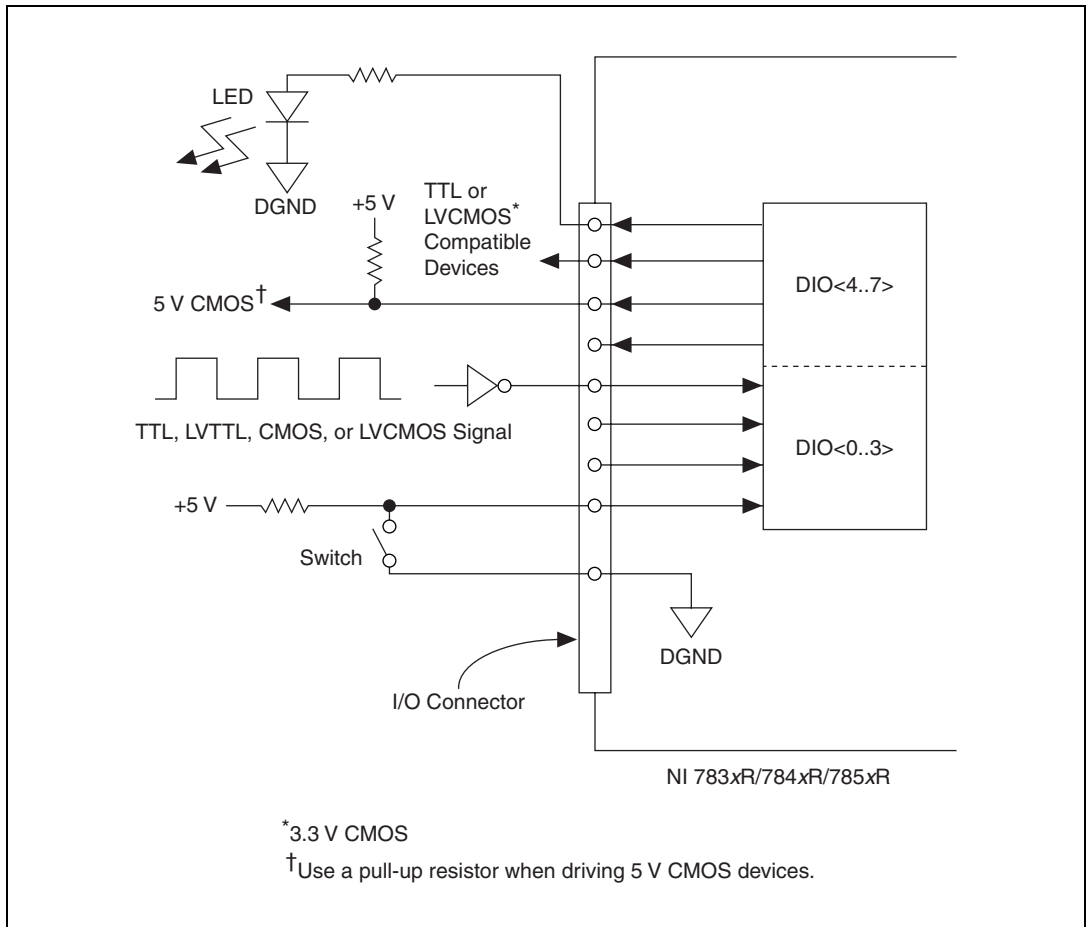 LED
DGND
+5 V
TTL or
LVCMOS*
Compatible
Devices
5 V CMOS†
DIO<4..7>
TTL, LVTTL, CMOS, or LVCMOS Signal
DIO<0..3>
+5 V
Switch
DGND
I/O Connector
NI 783xR/784xR/785xR
*3.3 V CMOS
†Use a pull-up resistor when driving 5 V CMOS devices.